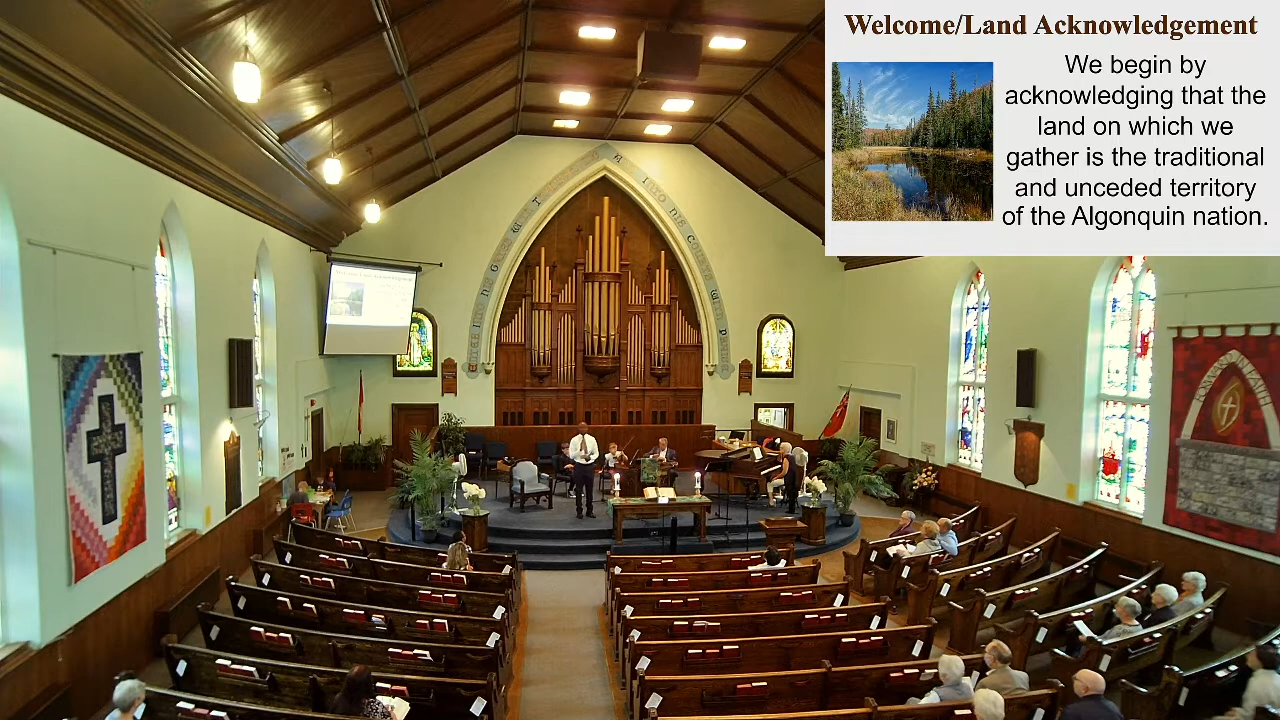 Welcome/Land Acknowledgement
We begin by
acknowledging that the
land on which we
gather is the traditional
and unceded territory
of the Algonquin nation.